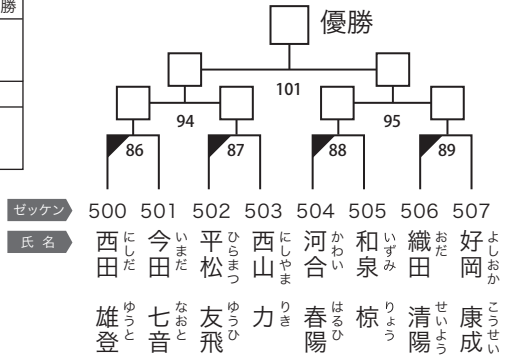 勝
優勝
101
94 95
86 87 88 89
ゼッケン 500 501 502 503 504 505 506 507
氏 名
西田 雄登 にしだ ゆうと
今田 七音 いまだ なおと
平松 友飛 ひらまつ ゆうひ
西山 力 にしやま りき
河合 春陽 かわい はるひ
和泉 椋 いずみ りょう
織田 清陽 おだ せいよう
好岡 康成 よしおか こうせい